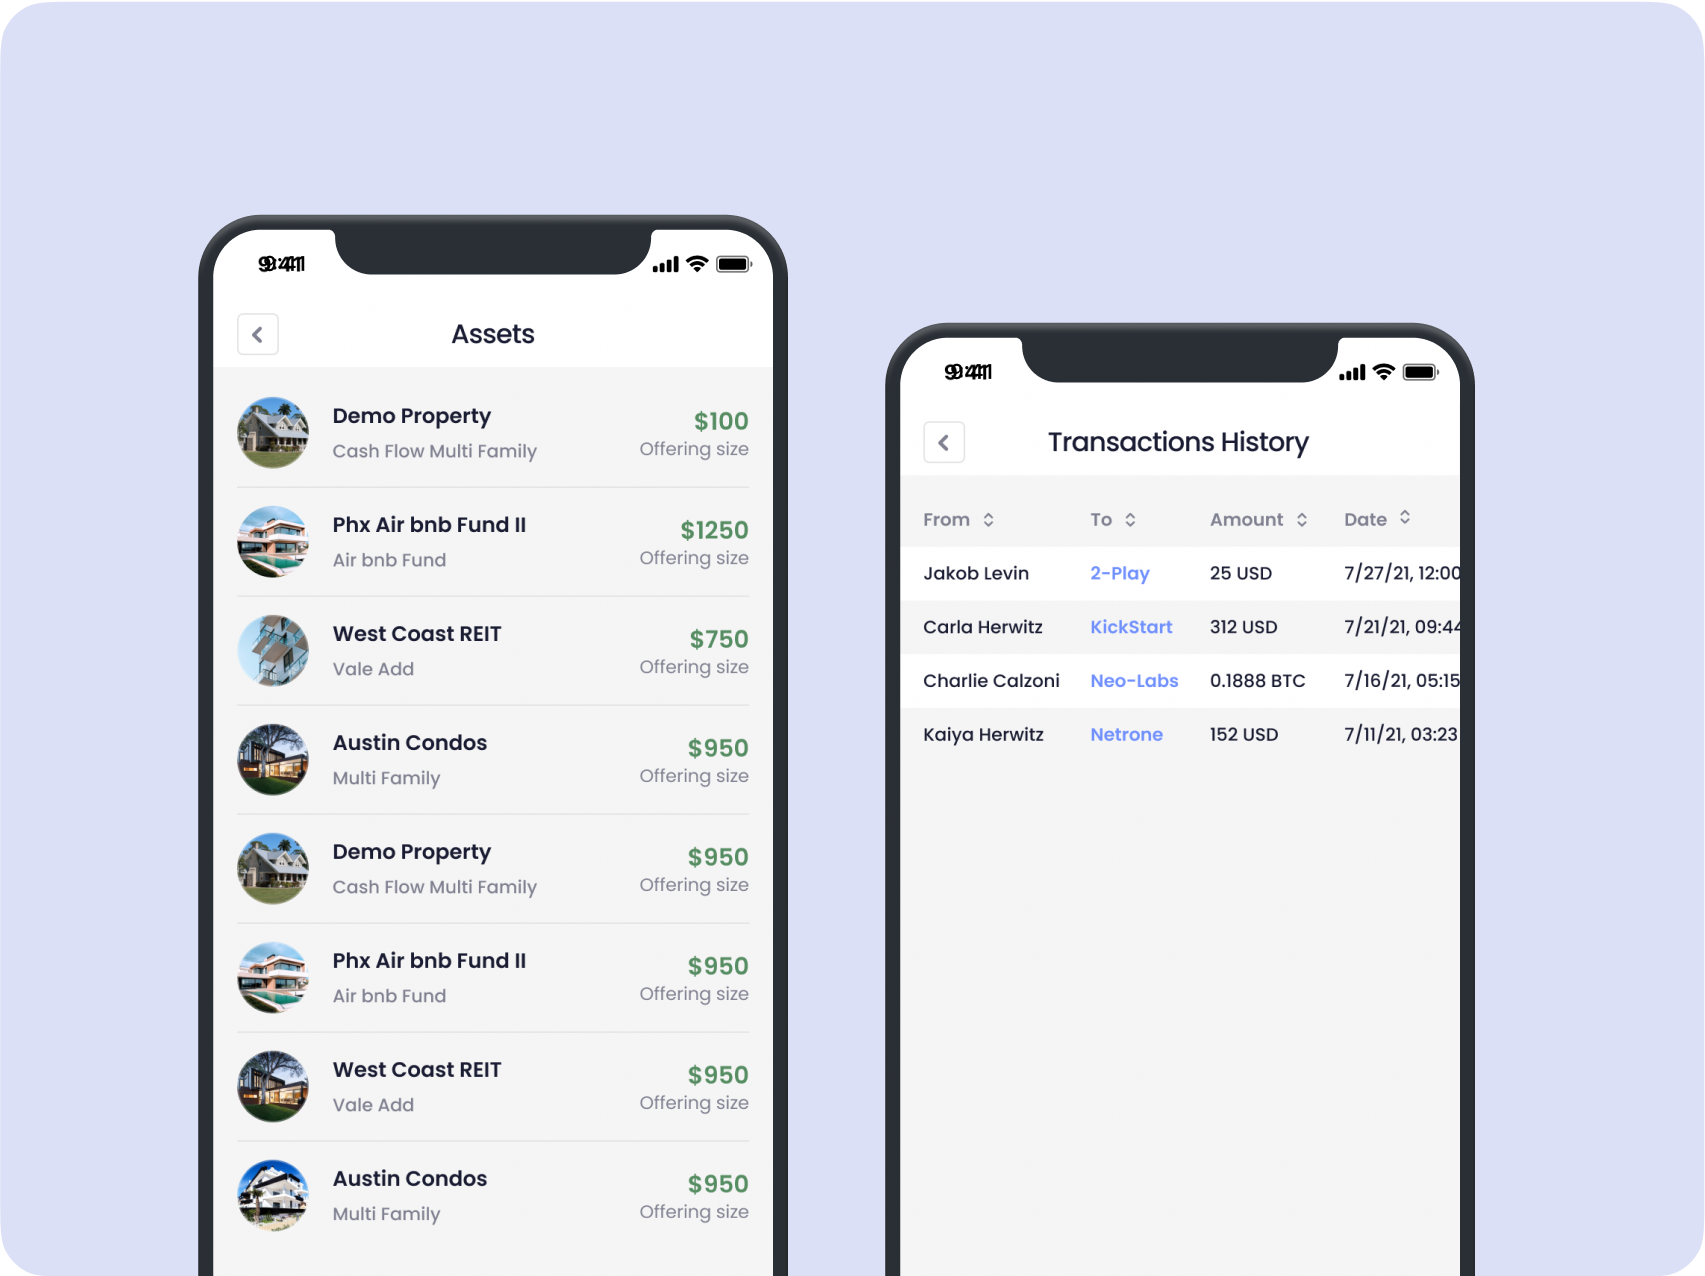 9:41
Assets
Demo Property
Cash Flow Multi Family
$100
Offering size
Phx Air bnb Fund II
Air bnb Fund
$1250
Offering size
West Coast REIT
Vale Add
$750
Offering size
Austin Condos
Multi Family
$950
Offering size
Demo Property
Cash Flow Multi Family
$950
Offering size
Phx Air bnb Fund II
Air bnb Fund
$950
Offering size
West Coast REIT
Vale Add
$950
Offering size
Austin Condos
Multi Family
$950
Offering size
9:41
Transactions History
From To Amount Date
Jakob Levin 2-Play 25 USD 7/27/21, 12:00
Carla Herwitz KickStart 312 USD 7/21/21, 09:44
Charlie Calzoni Neo-Labs 0.1888 BTC 7/16/21, 05:15
Kaiya Herwitz Netrone 152 USD 7/11/21, 03:23